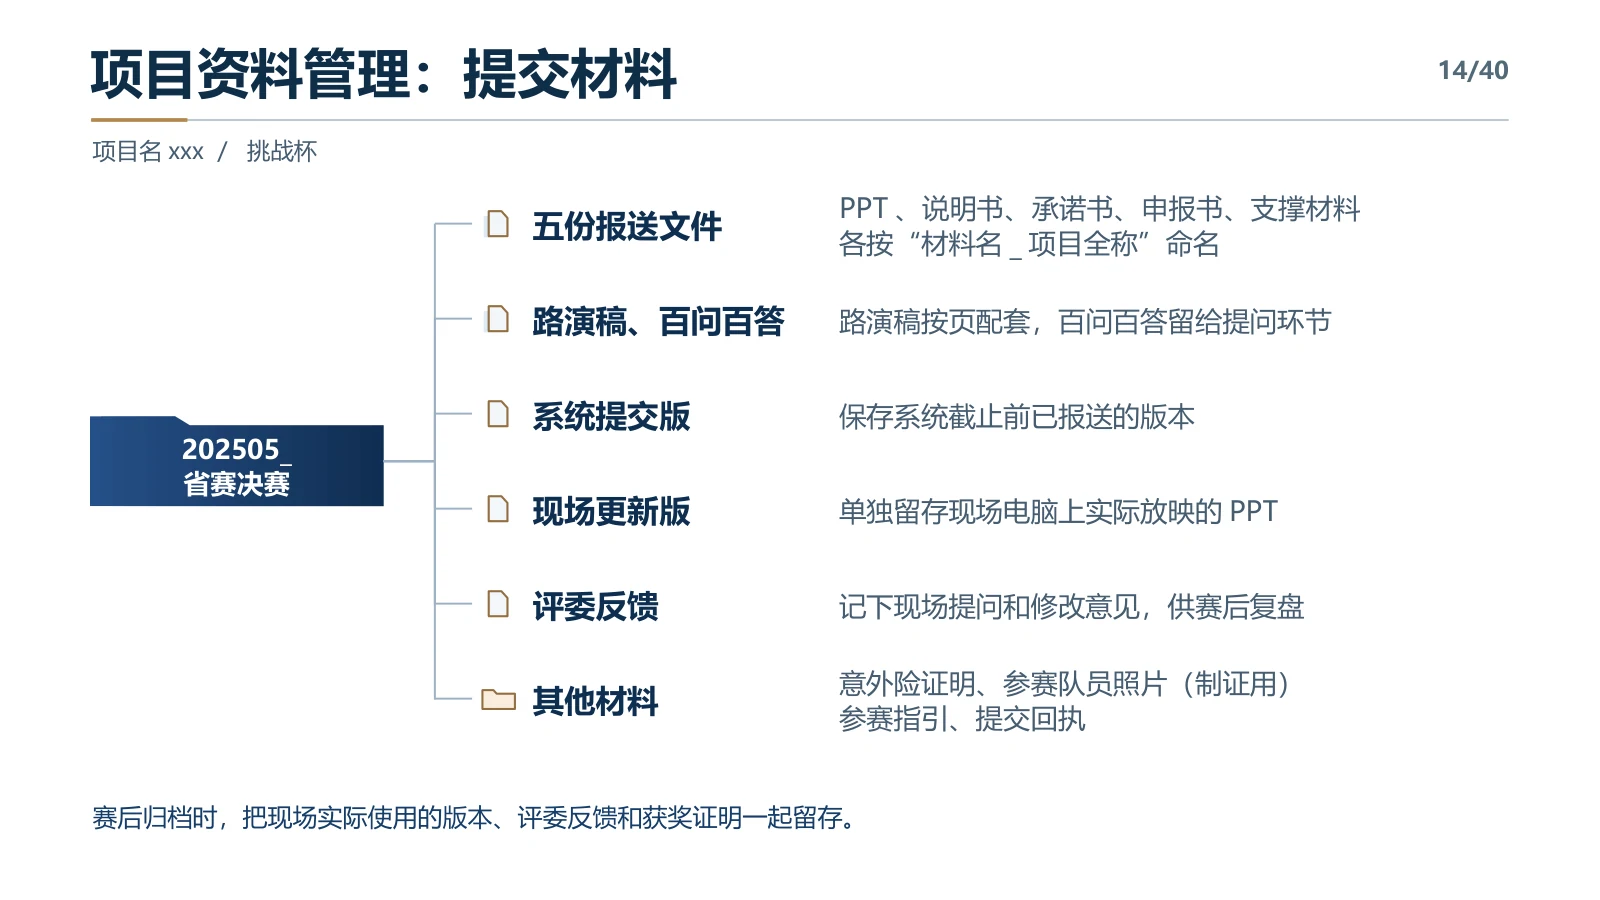 项目资料管理：提交材料
14/40
项目名 xxx / 挑战杯
202505_
省赛决赛
五份报送文件
PPT 、说明书、承诺书、申报书、支撑材料
各按“材料名 _ 项目全称”命名
路演稿、百问百答
路演稿按页配套，百问百答留给提问环节
系统提交版
保存系统截止前已报送的版本
现场更新版
单独留存现场电脑上实际放映的 PPT
评委反馈
记下现场提问和修改意见，供赛后复盘
其他材料
意外险证明、参赛队员照片（制证用）
参赛指引、提交回执
赛后归档时，把现场实际使用的版本、评委反馈和获奖证明一起留存。